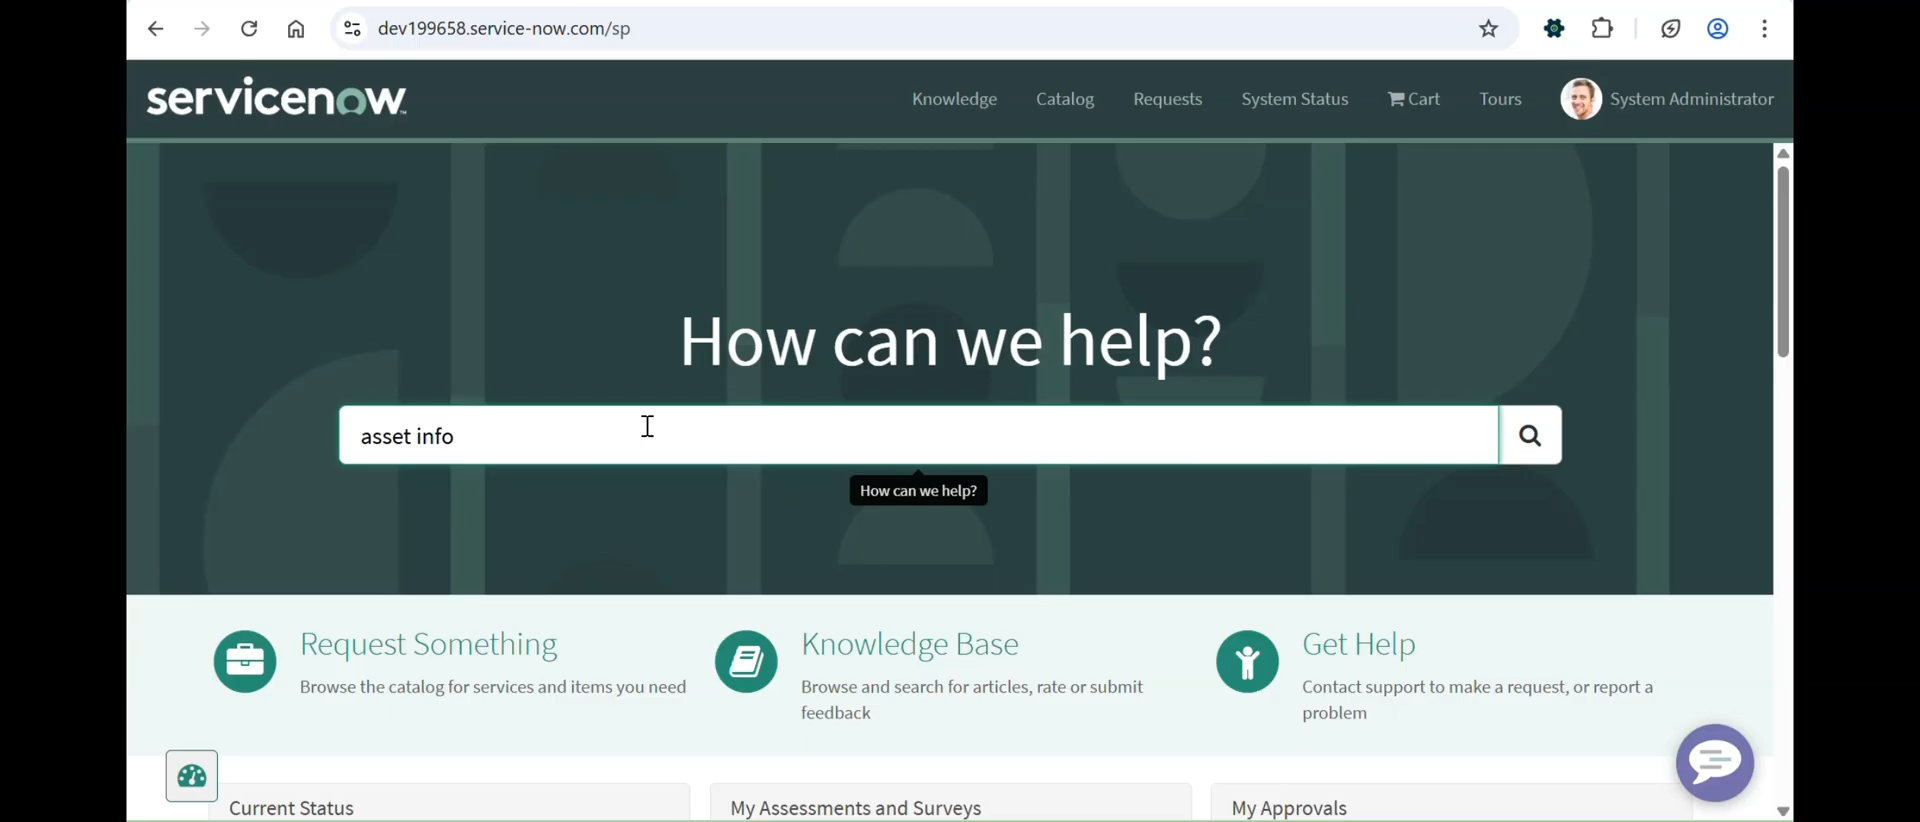 dev199658.service-now.com/sp
servicenow
Knowledge Catalog Requests System Status Cart Tours System Administrator
How can we help?
asset info
How can we help?
Request Something
Browse the catalog for services and items you need
Knowledge Base
Browse and search for articles, rate or submit
feedback
Get Help
Contact support to make a request, or report a
problem
Current Status
My Assessments and Surveys
My Approvals